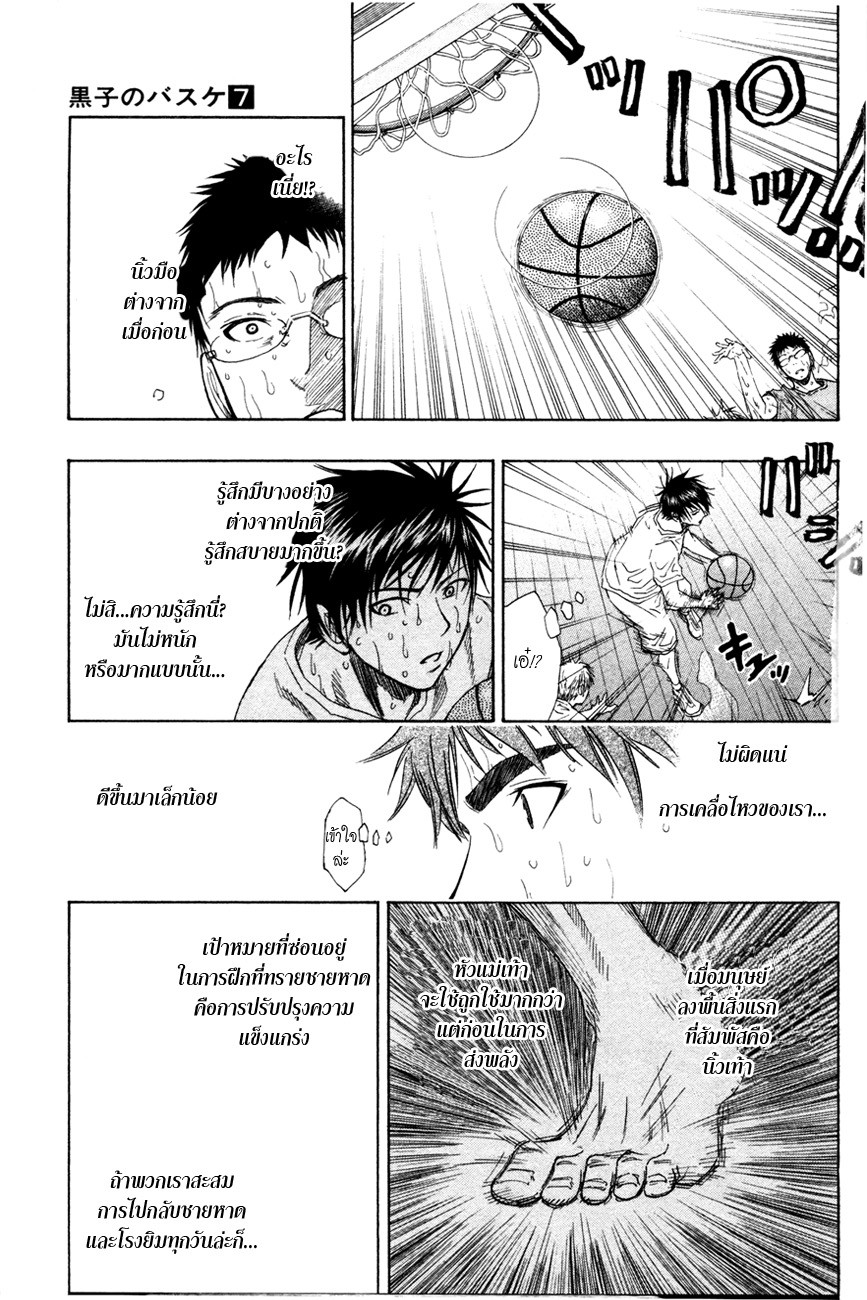 黒子のバスケ7
パッ
パッ
อะไร
เนี่ย!?
นิ้วมือ
ต่างจาก
เมื่อก่อน
キュッ
เอ๋!?
รู้สึกมีบางอย่าง
ต่างจากปกติ
รู้สึกสบายมากขึ้น?
ไม่สิ...ความรู้สึกนี่?
มันไม่หนัก
หรือมากแบบนั้น...
ไม่ผิดแน่
การเคลื่อไหวของเรา...
เข้าใจ
ล่ะ
ดีขึ้นมาเล็กน้อย
เมื่อมนุษย์
ลงพื้นสิ่งแรก
ที่สัมพัสคือ
นิ้วเท้า
หัวแม่เท้า
จะใช้ถูกใช้มากกว่า
แต่ก่อนในการ
ส่งพลัง
เป้าหมายที่ซ่อนอยู่
ในการฝึกที่ทรายชายหาด
คือการปรับปรุงความ
แข็งแกร่ง
ถ้าพวกเราสะสม
การไปกลับชายหาด
และโรงยิมทุกวันล่ะก็...